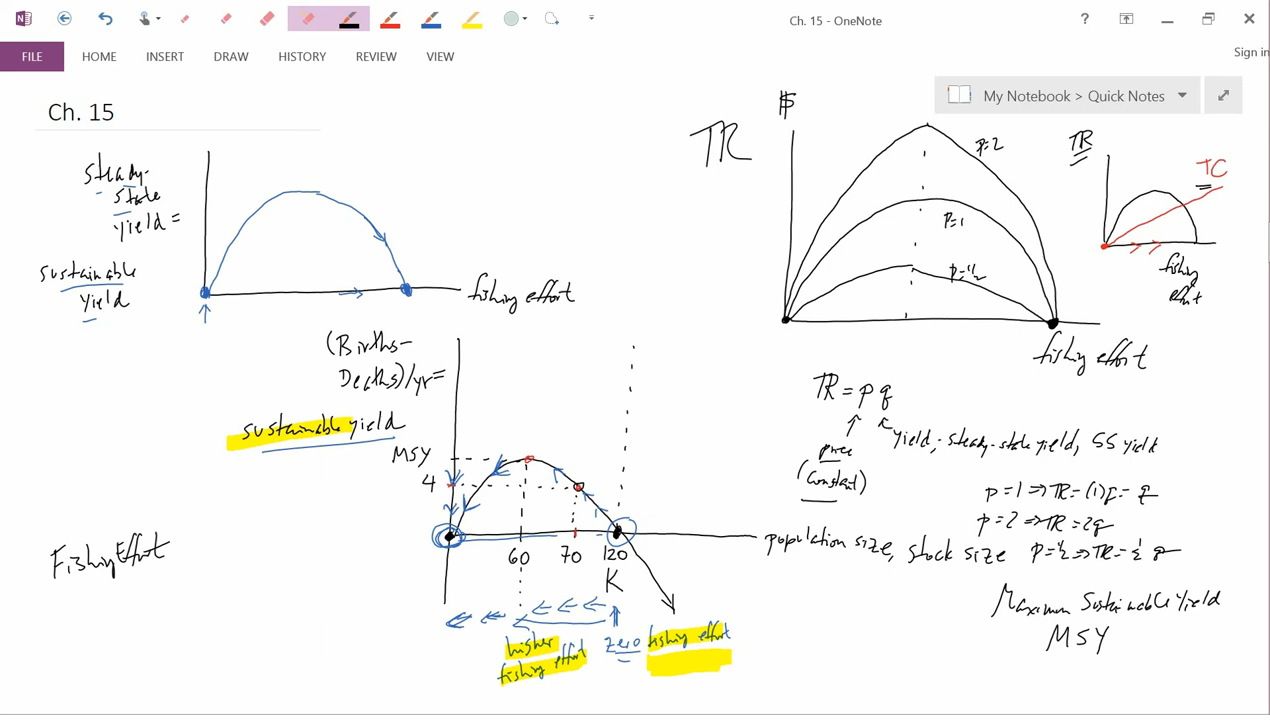 Ch. 15 - OneNote
?
FILE
HOME
INSERT
DRAW
HISTORY
REVIEW
VIEW
Sign in
My Notebook > Quick Notes
Ch. 15
Steady-
state
yield =
sustainable
yield
fishing effort
TR
$
p=2
p=1
p=½
fishing effort
TR
TC
fishing
effort
(Births-
Deaths)/yr=
sustainable yield
MSY
4
60
70
120
K
population size, stock size
higher
fishing effort
zero fishing effort
Fishing Effort
TR = p q
price
(constant)
yield, steady-state yield, SS yield
p=1 ⇒ TR= (1)q= q
p=2 ⇒ TR= 2q
p=½ ⇒ TR= ½ q
Maximum Sustainable Yield
MSY